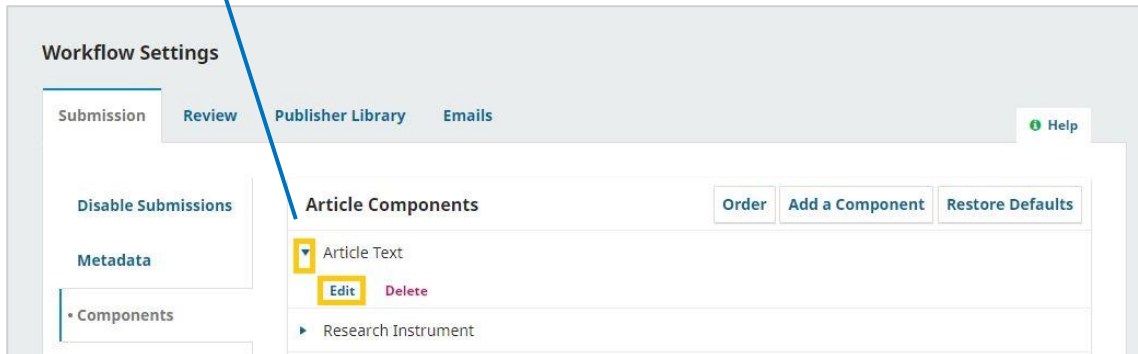 Workflow Settings
Submission Review Publisher Library Emails
Help
Disable Submissions
Article Components Order Add a Component Restore Defaults
Metadata
Article Text
Edit Delete
• Components
Research Instrument